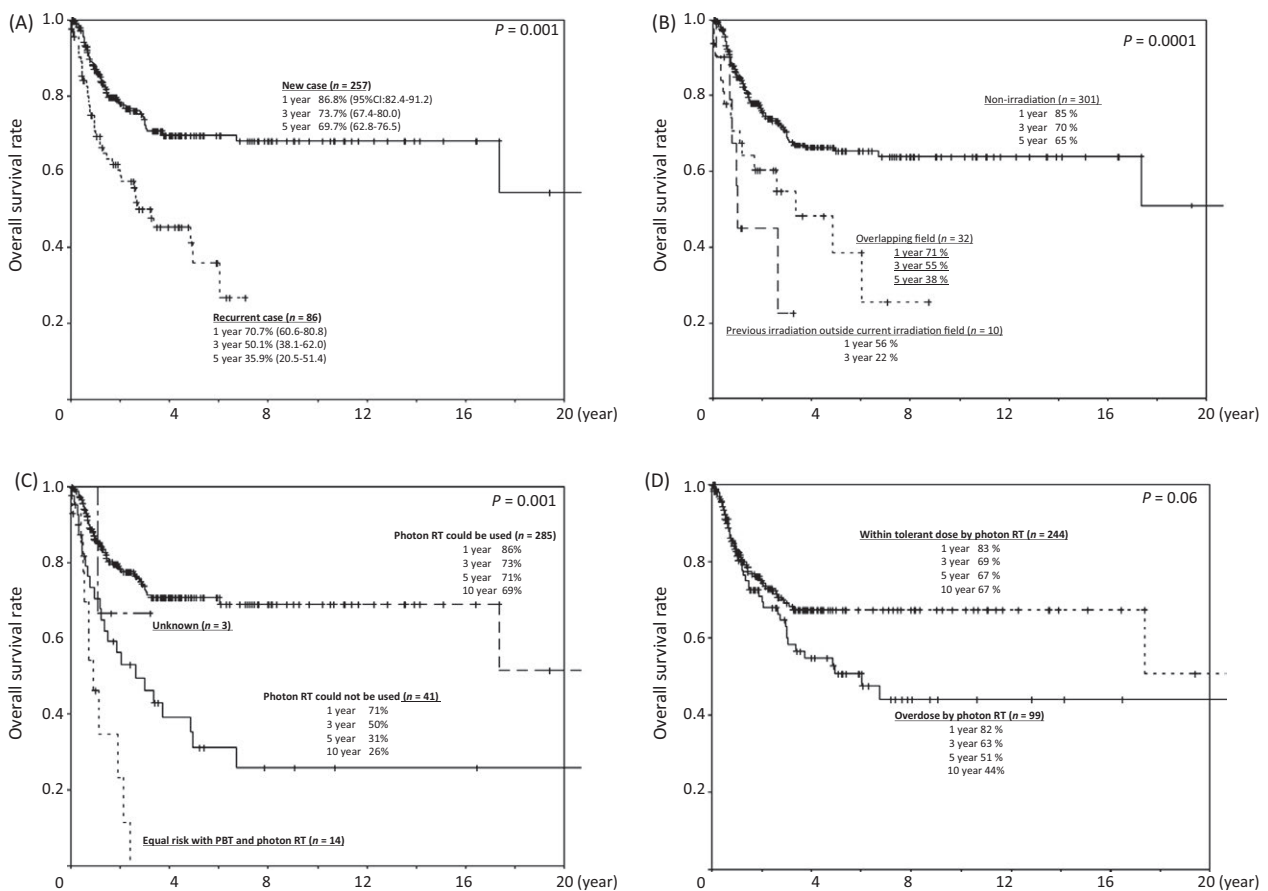 (A)
P = 0.001
Overall survival rate
1.0
0.8
0.6
0.4
0.2
0
4
8
12
16
20 (year)
New case (n = 257)
1 year 86.8% (95%CI:82.4-91.2)
3 year 73.7% (67.4-80.0)
5 year 69.7% (62.8-76.5)
Recurrent case (n = 86)
1 year 70.7% (60.6-80.8)
3 year 50.1% (38.1-62.0)
5 year 35.9% (20.5-51.4)
(B)
P = 0.0001
Overall survival rate
1.0
0.8
0.6
0.4
0.2
0
4
8
12
16
20 (year)
Non-irradiation (n = 301)
1 year 85 %
3 year 70 %
5 year 65 %
Overlapping field (n = 32)
1 year 71 %
3 year 55 %
5 year 38 %
Previous irradiation outside current irradiation field (n = 10)
1 year 56 %
3 year 22 %
(C)
P = 0.001
Overall survival rate
1.0
0.8
0.6
0.4
0.2
0
4
8
12
16
20 (year)
Photon RT could be used (n = 285)
1 year 86%
3 year 73%
5 year 71%
10 year 69%
Unknown (n = 3)
Photon RT could not be used (n = 41)
1 year 71%
3 year 50%
5 year 31%
10 year 26%
Equal risk with PBT and photon RT (n = 14)
(D)
P = 0.06
Overall survival rate
1.0
0.8
0.6
0.4
0.2
0
4
8
12
16
20 (year)
Within tolerant dose by photon RT (n = 244)
1 year 83 %
3 year 69 %
5 year 67 %
10 year 67 %
Overdose by photon RT (n = 99)
1 year 82 %
3 year 63 %
5 year 51 %
10 year 44%